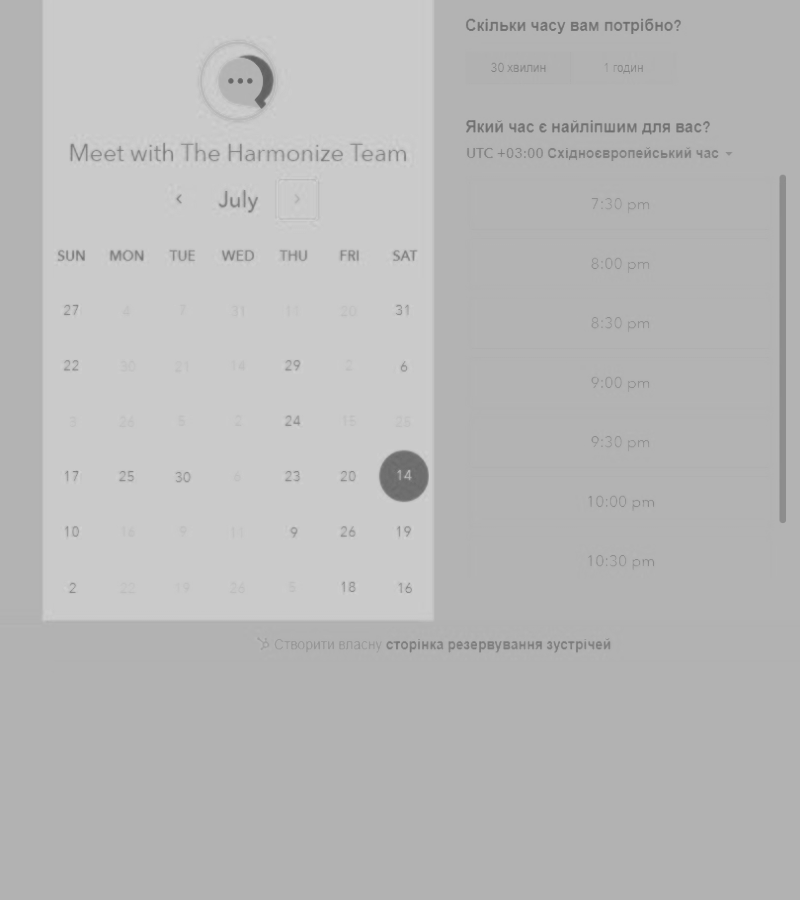 Скільки часу вам потрібно?
30 хвилин 1 годин
Який час є найліпшим для вас?
UTC +03:00 Східноєвропейський час
Meet with The Harmonize Team
July
SUN MON TUE WED THU FRI SAT
27 4 7 31 11 20 31
22 30 21 14 29 2 6
8 26 5 2 24 15 23
17 25 30 6 23 20 14
10 16 9 11 9 26 19
2 22 19 26 5 18 16
7:30 pm
8:00 pm
8:30 pm
9:00 pm
9:30 pm
10:00 pm
10:30 pm
Створити власну сторінка резервування зустрічей